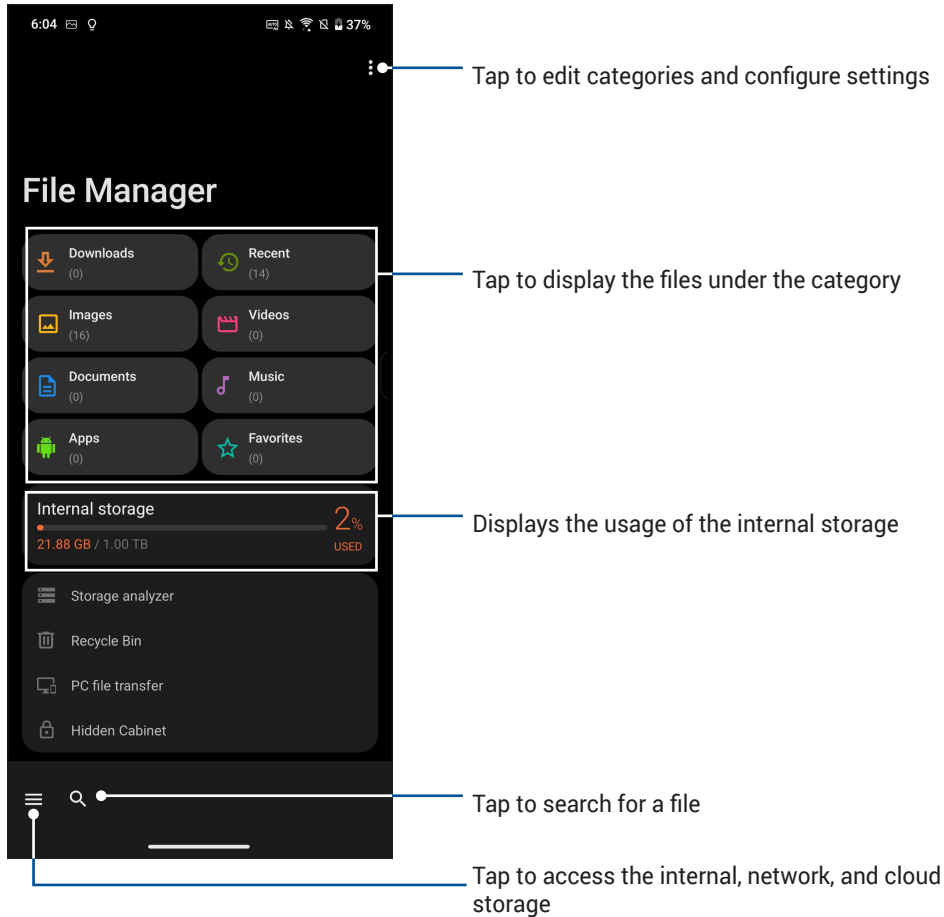 6:04
37%
Tap to edit categories and configure settings
File Manager
Downloads
(0)
Recent
(14)
Tap to display the files under the category
Images
(16)
Videos
(0)
Documents
(0)
Music
(0)
Apps
(0)
Favorites
(0)
Internal storage
2%
21.88 GB / 1.00 TB
USED
Displays the usage of the internal storage
Storage analyzer
Recycle Bin
PC file transfer
Hidden Cabinet
Tap to search for a file
Tap to access the internal, network, and cloud
storage